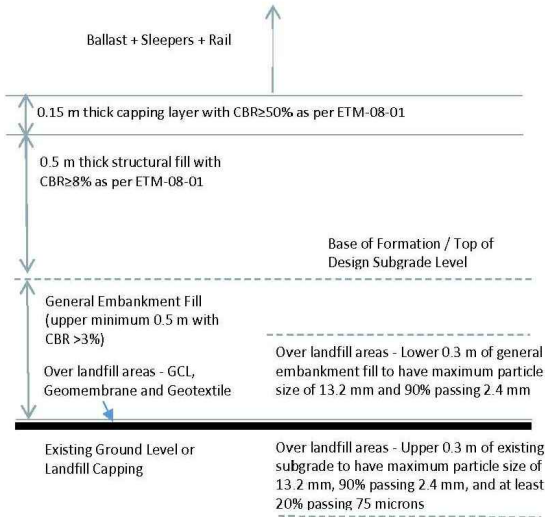 Ballast + Sleepers + Rail
0.15 m thick capping layer with CBR≥50% as per ETM-08-01
0.5 m thick structural fill with
CBR≥8% as per ETM-08-01
Base of Formation / Top of
Design Subgrade Level
General Embankment Fill
(upper minimum 0.5 m with
CBR >3%)
Over landfill areas - GCL,
Geomembrane and Geotextile
Over landfill areas - Lower 0.3 m of general
embankment fill to have maximum particle
size of 13.2 mm and 90% passing 2.4 mm
Existing Ground Level or
Landfill Capping
Over landfill areas - Upper 0.3 m of existing
subgrade to have maximum particle size of
13.2 mm, 90% passing 2.4 mm, and at least
20% passing 75 microns